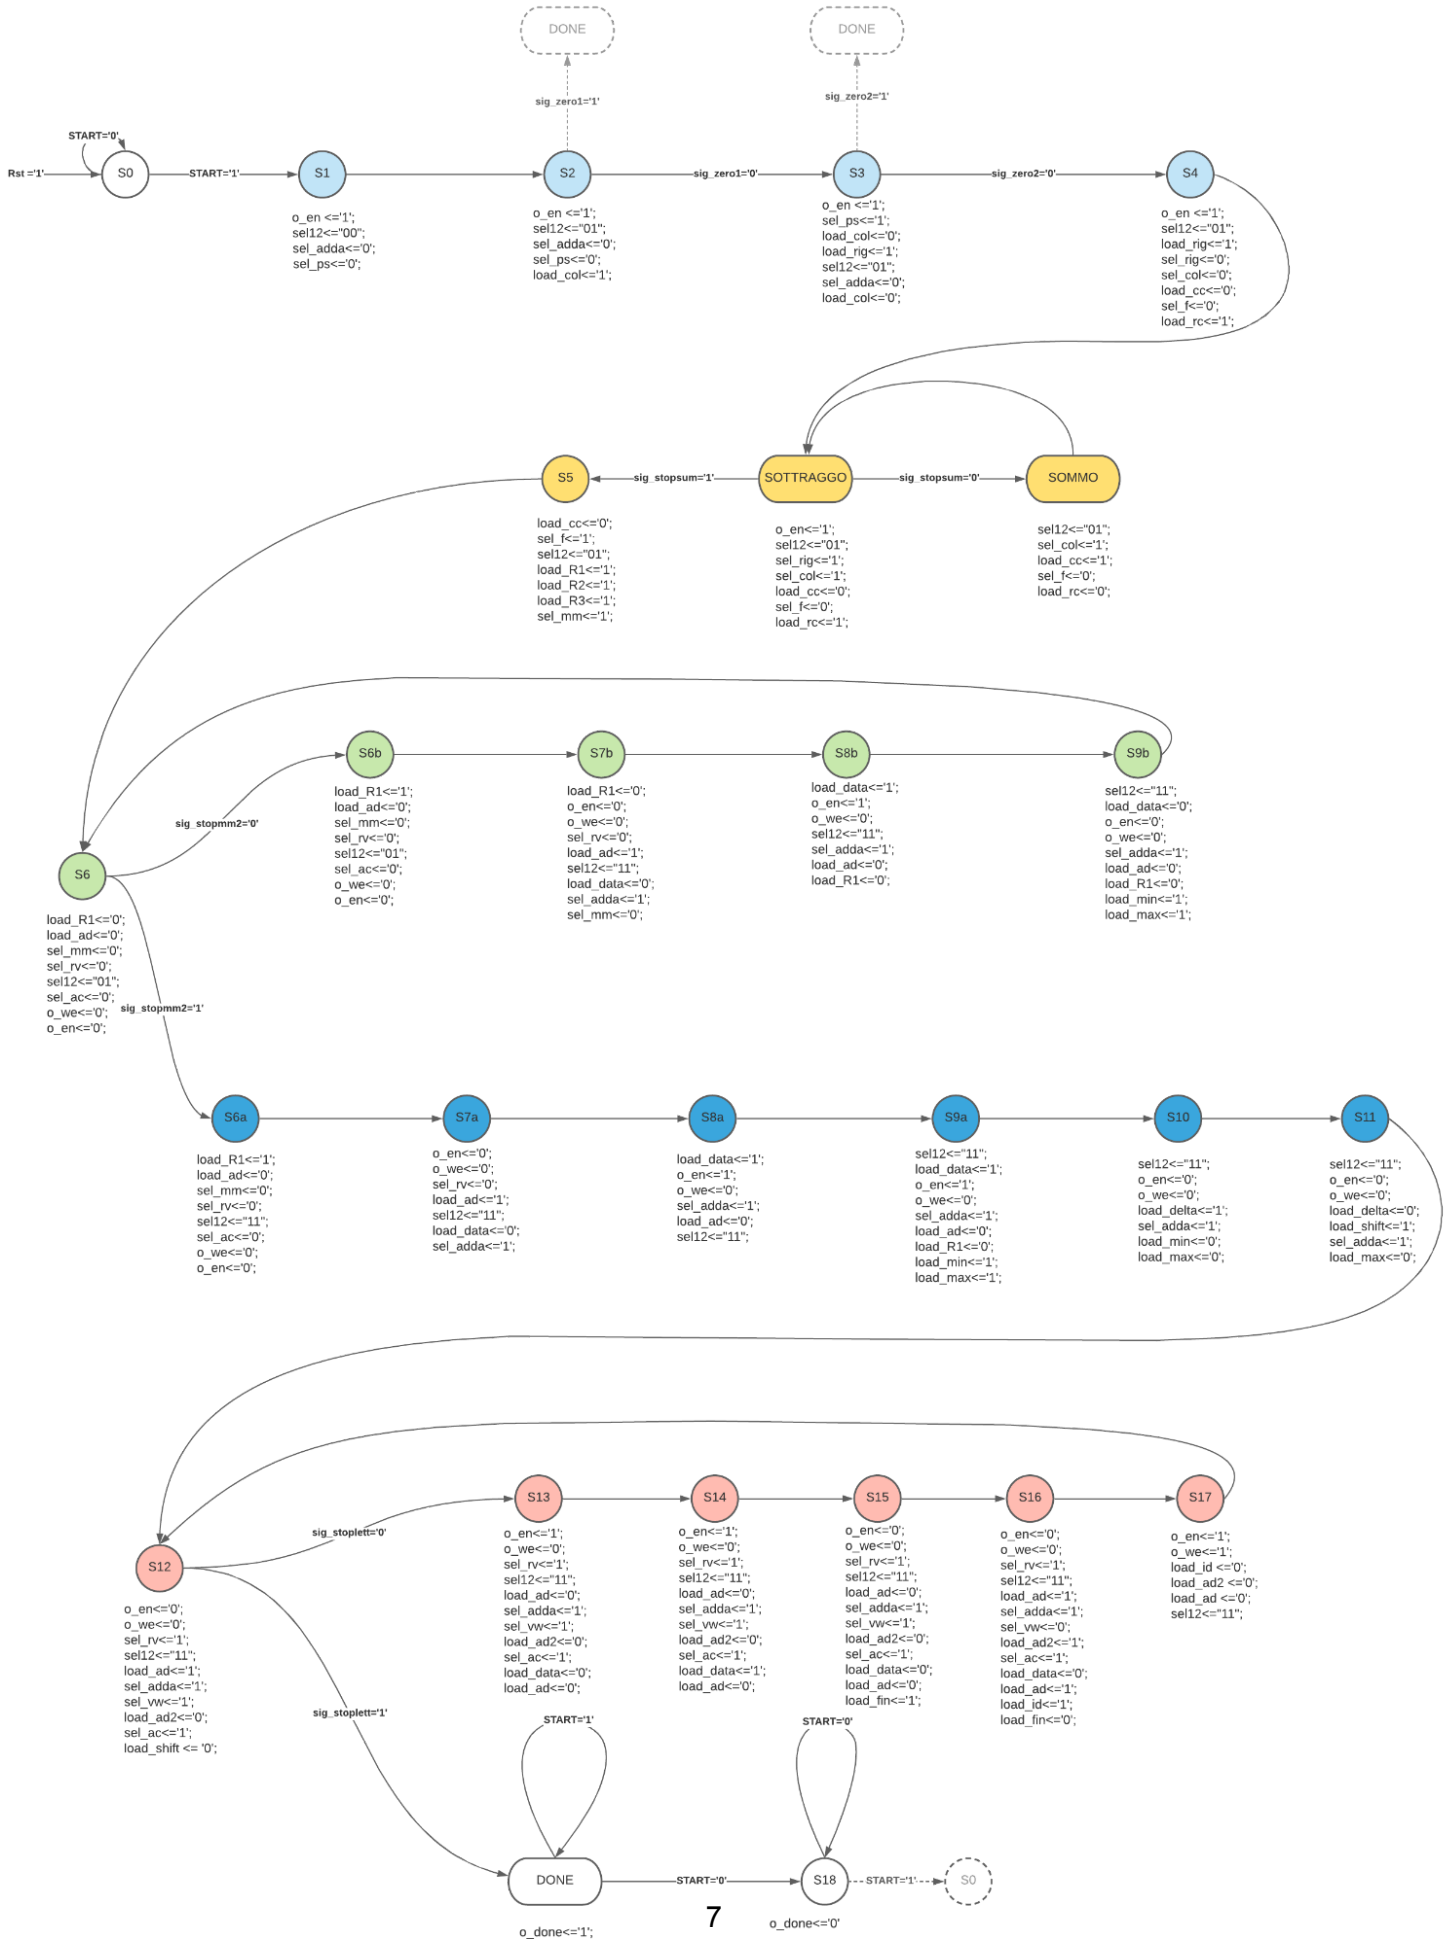 DONE
DONE
sig_zero1='1'
sig_zero2='1'
START='0'
Rst ='1'
S0
START='1'
S1
S2
sig_zero1='0'
S3
sig_zero2='0'
S4
o_en <='1';
sel12<="00";
sel_adda<='0';
sel_ps<='0';
o_en <='1';
sel12<="01";
sel_adda<='0';
sel_ps<='0';
load_col<='1';
o_en <='1';
sel_ps<='1';
load_col<='0';
load_rig<='1';
sel12<="01";
sel_adda<='0';
load_col<='0';
o_en <='1';
sel12<="01";
load_rig<='1';
sel_rig<='0';
sel_col<='0';
load_cc<='0';
sel_f<='0';
load_rc<='1';
S5
sig_stopsum='1'
SOTTRAGGO
sig_stopsum='0'
SOMMO
load_cc<='0';
sel_f<='1';
sel12<="01";
load_R1<='1';
load_R2<='1';
load_R3<='1';
sel_mm<='1';
o_en<='1';
sel12<="01";
sel_rig<='1';
sel_col<='1';
load_cc<='0';
sel_f<='0';
load_rc<='1';
sel12<="01";
sel_col<='1';
load_cc<='1';
sel_f<='0';
load_rc<='0';
S6b
S7b
S8b
S9b
load_R1<='1';
load_ad<='0';
sel_mm<='0';
sel_rv<='0';
sel12<="01";
sel_ac<='0';
o_we<='0';
o_en<='0';
load_R1<='0';
o_en<='0';
o_we<='0';
sel_rv<='0';
load_ad<='1';
sel12<="11";
load_data<='0';
sel_adda<='1';
sel_mm<='0';
load_data<='1';
o_en<='1';
o_we<='0';
sel12<="11";
sel_adda<='1';
load_ad<='0';
load_R1<='0';
sel12<="11";
load_data<='0';
o_en<='0';
o_we<='0';
sel_adda<='1';
load_ad<='0';
load_R1<='0';
load_min<='1';
load_max<='1';
sig_stopmm2='0'
S6
load_R1<='0';
load_ad<='0';
sel_mm<='0';
sel_rv<='0';
sel12<="01";
sel_ac<='0';
o_we<='0';
o_en<='0';
sig_stopmm2='1'
S6a
S7a
S8a
S9a
S10
S11
load_R1<='1';
load_ad<='0';
sel_mm<='0';
sel_rv<='0';
sel12<="11";
sel_ac<='0';
o_we<='0';
o_en<='0';
o_en<='0';
o_we<='0';
sel_rv<='0';
load_ad<='1';
sel12<="11";
load_data<='0';
sel_adda<='1';
load_data<='1';
o_en<='1';
o_we<='0';
sel_adda<='1';
load_ad<='0';
sel12<="11";
sel12<="11";
load_data<='1';
o_en<='1';
o_we<='0';
sel_adda<='1';
load_ad<='0';
load_R1<='0';
load_min<='1';
load_max<='1';
sel12<="11";
o_en<='0';
o_we<='0';
load_delta<='1';
sel_adda<='1';
load_min<='0';
load_max<='0';
sel12<="11";
o_en<='0';
o_we<='0';
load_delta<='0';
load_shift<='1';
sel_adda<='1';
load_max<='0';
S13
S14
S15
S16
S17
sig_stoplett='0'
S12
o_en<='0';
o_we<='0';
sel_rv<='1';
sel12<="11";
load_ad<='1';
sel_adda<='1';
sel_vw<='1';
load_ad2<='0';
sel_ac<='1';
load_shift <= '0';
o_en<='1';
o_we<='0';
sel_rv<='1';
sel12<="11";
load_ad<='0';
sel_adda<='1';
sel_vw<='1';
load_ad2<='0';
sel_ac<='1';
load_data<='0';
load_ad<='0';
o_en<='1';
o_we<='0';
sel_rv<='1';
sel12<="11";
load_ad<='0';
sel_adda<='1';
sel_vw<='1';
load_ad2<='0';
sel_ac<='1';
load_data<='1';
load_ad<='0';
o_en<='0';
o_we<='0';
sel_rv<='1';
sel12<="11";
load_ad<='0';
sel_adda<='1';
sel_vw<='1';
load_ad2<='0';
sel_ac<='1';
load_data<='0';
load_ad<='0';
load_fin<='1';
o_en<='0';
o_we<='0';
sel_rv<='1';
sel12<="11";
load_ad<='1';
sel_adda<='1';
sel_vw<='0';
load_ad2<='1';
sel_ac<='1';
load_data<='0';
load_ad<='1';
load_id<='1';
load_fin<='0';
o_en<='1';
o_we<='1';
load_id <='0';
load_ad2 <='0';
load_ad <='0';
sel12<="11";
sig_stoplett='1'
START='1'
START='0'
DONE
START='0'
S18
START='1'
S0
o_done<='1';
7
o_done<='0'